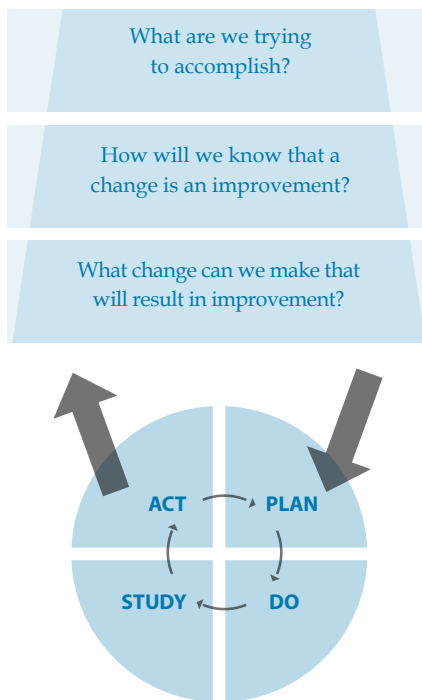 What are we trying
to accomplish?
How will we know that a
change is an improvement?
What change can we make that
will result in improvement?
ACT
PLAN
STUDY
DO